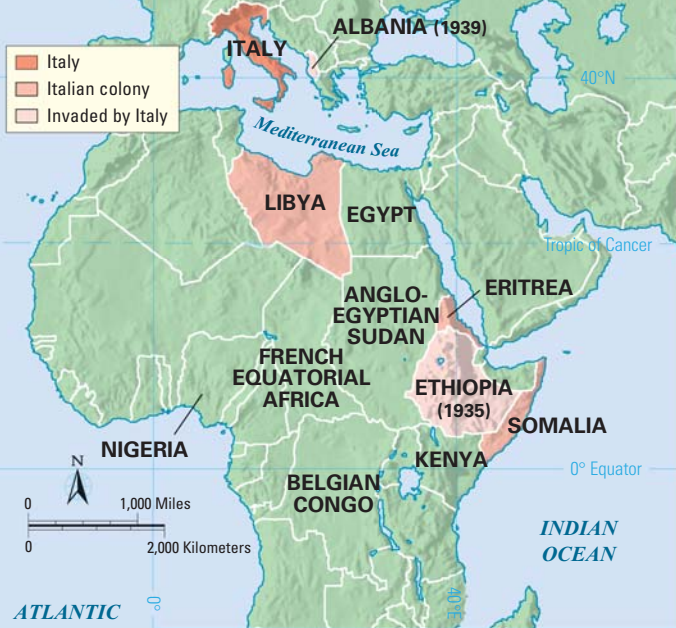 ALBANIA (1939)
ITALY
Italy
Italian colony
Invaded by Italy
40°N
Mediterranean Sea
LIBYA
EGYPT
Tropic of Cancer
ERITREA
ANGLO-
EGYPTIAN
SUDAN
FRENCH
EQUATORIAL
AFRICA
ETHIOPIA
(1935)
SOMALIA
NIGERIA
KENYA
0° Equator
BELGIAN
CONGO
N
0 1,000 Miles
0 2,000 Kilometers
INDIAN
OCEAN
ATLANTIC
0°
40°E